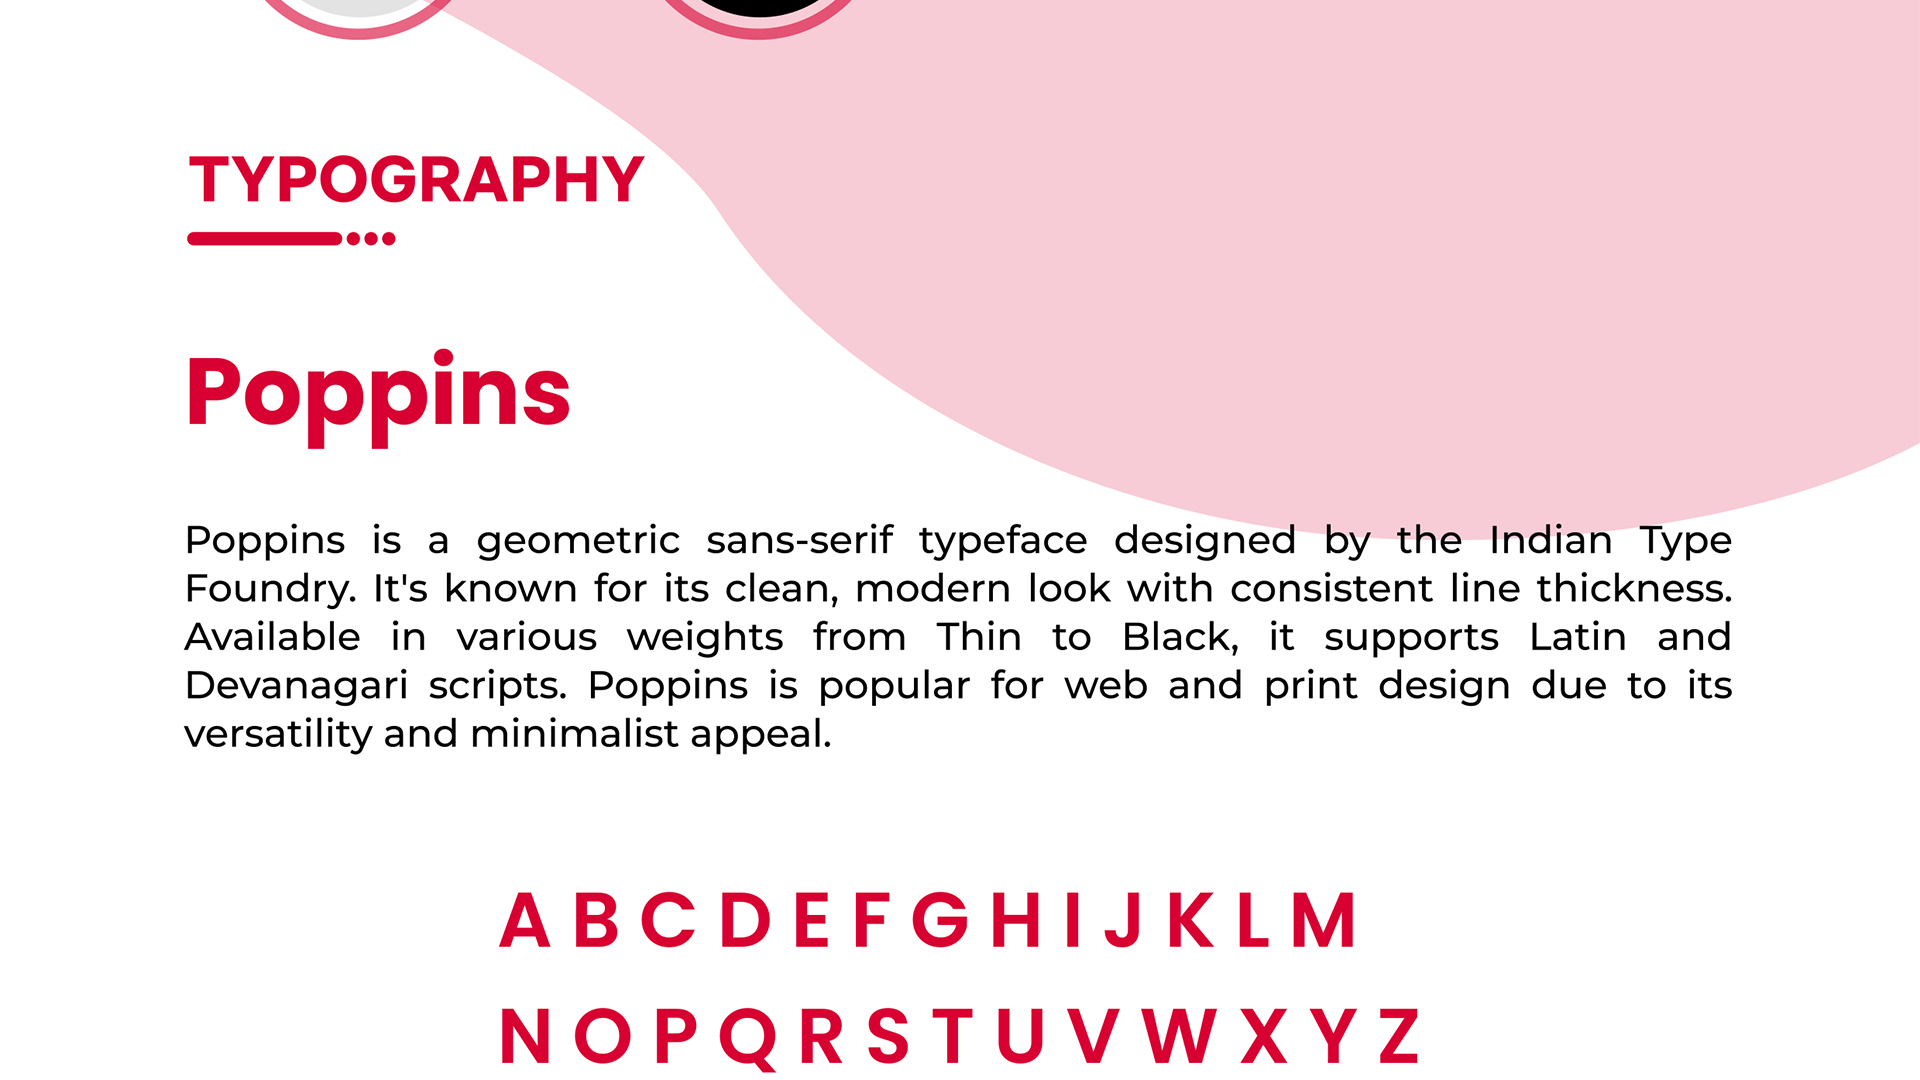 TYPOGRAPHY
Poppins
Poppins is a geometric sans-serif typeface designed by the Indian Type
Foundry. It's known for its clean, modern look with consistent line thickness.
Available in various weights from Thin to Black, it supports Latin and
Devanagari scripts. Poppins is popular for web and print design due to its
versatility and minimalist appeal.
A B C D E F G H I J K L M
N O P Q R S T U V W X Y Z